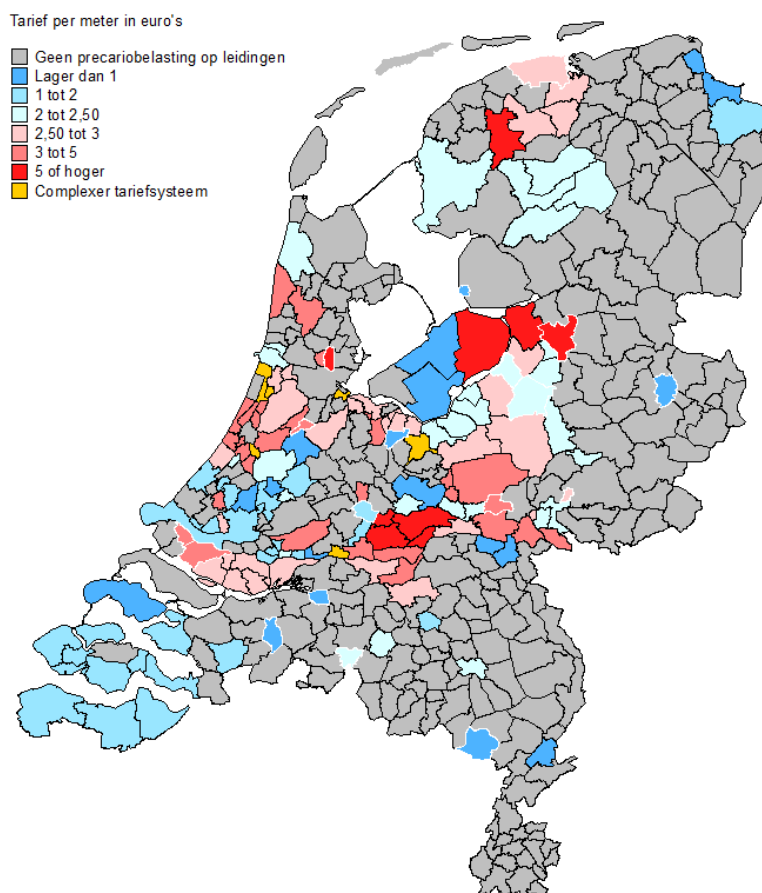 Tarief per meter in euro's
Geen precariobelasting op leidingen
Lager dan 1
1 tot 2
2 tot 2,50
2,50 tot 3
3 tot 5
5 of hoger
Complexer tariefsysteem